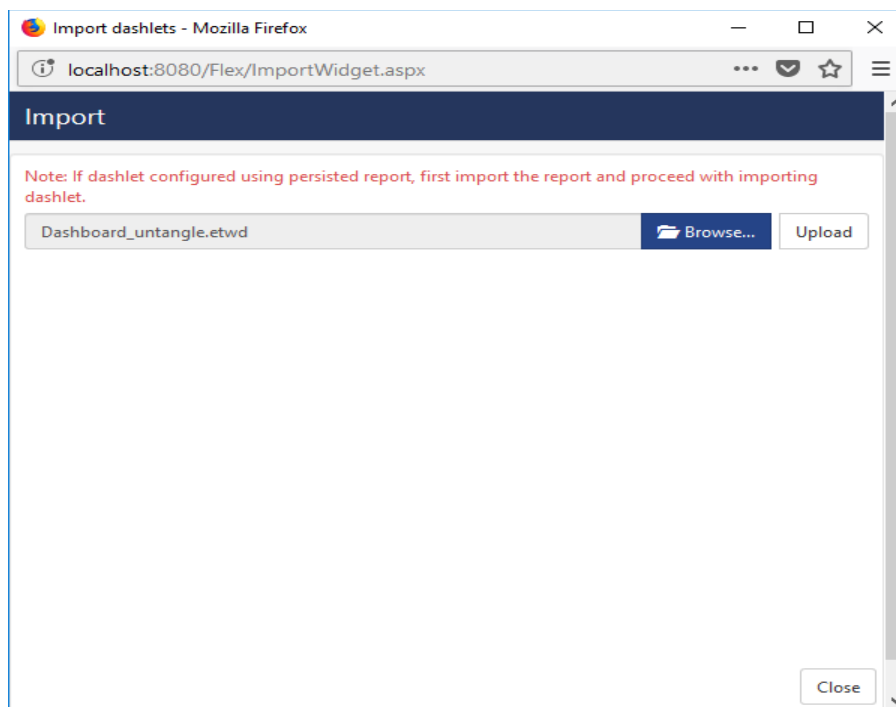 Import dashlets - Mozilla Firefox
localhost:8080/Flex/ImportWidget.aspx
Import
Note: If dashlet configured using persisted report, first import the report and proceed with importing
dashlet.
Dashboard_untangle.etwd Browse... Upload
Close